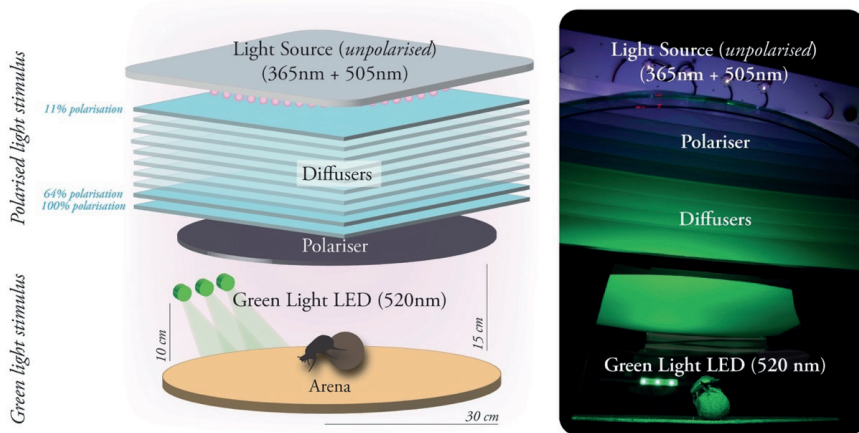 Polarised light stimulus
Light Source (unpolarised)
(365nm + 505nm)
11% polarisation
Diffusers
64% polarisation
100% polarisation
Polariser
Green light stimulus
Green Light LED (520nm)
10 cm
15 cm
Arena
30 cm
Light Source (unpolarised)
(365nm + 505nm)
Polariser
Diffusers
Green Light LED (520 nm)